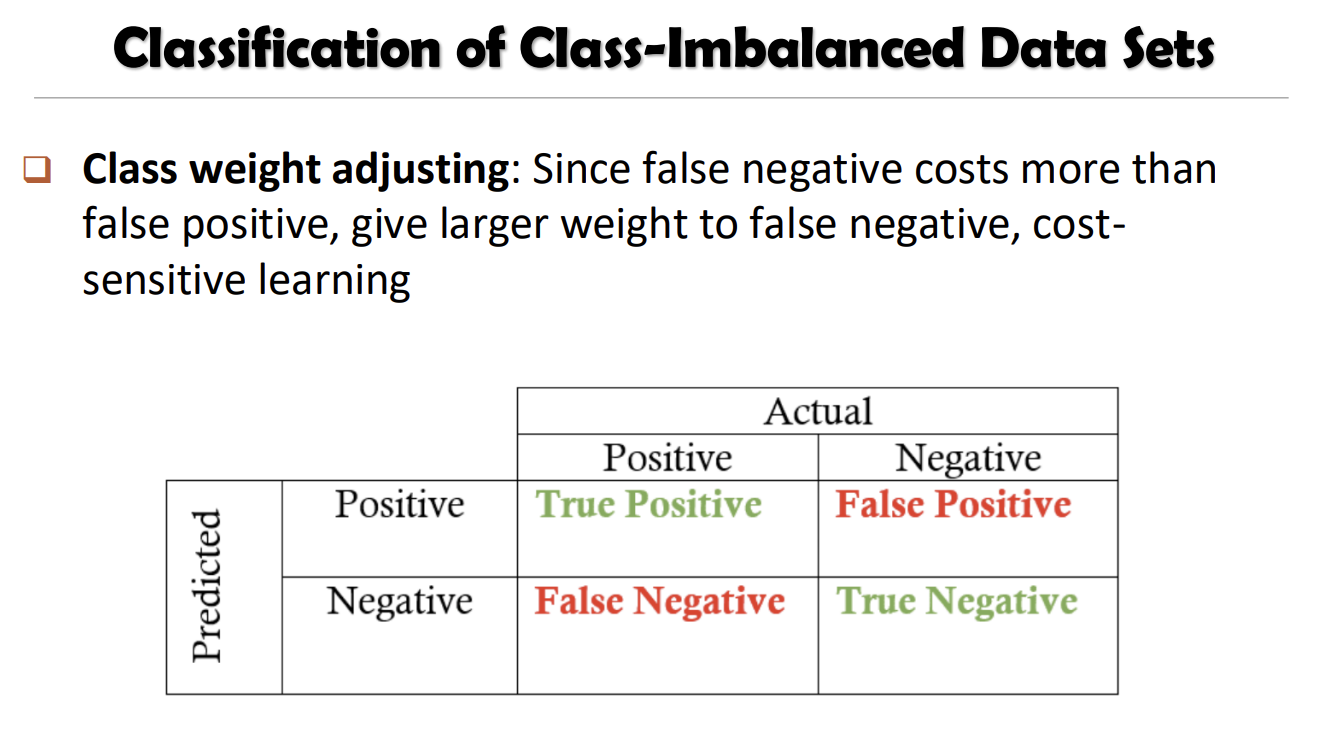 Classification of Class-Imbalanced Data Sets
Class weight adjusting: Since false negative costs more than
false positive, give larger weight to false negative, cost-
sensitive learning
Actual
Positive Negative
Predicted
Positive True Positive False Positive
Negative False Negative True Negative